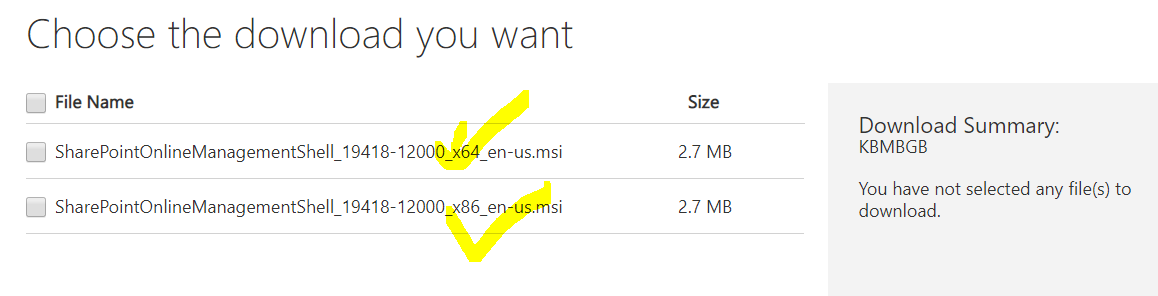 Choose the download you want
File Name Size
SharePointOnlineManagementShell_19418-12000_x64_en-us.msi 2.7 MB
SharePointOnlineManagementShell_19418-12000_x86_en-us.msi 2.7 MB
Download Summary:
KBMBGB
You have not selected any file(s) to
download.